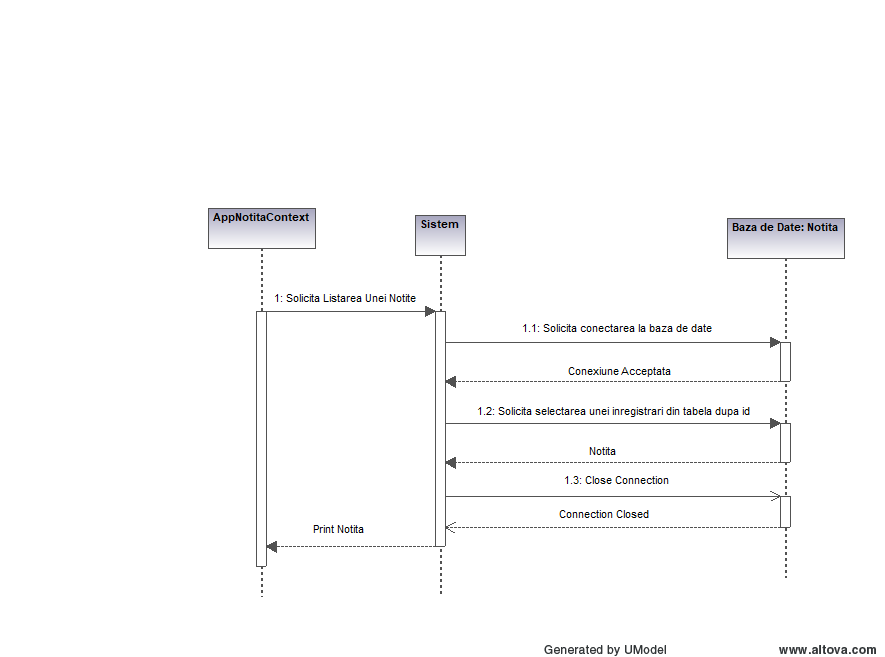 AppNotitaContext
Sistem
Baza de Date: Notita
1: Solicita Listarea Unei Notite
1.1: Solicita conectarea la baza de date
Conexiune Acceptata
1.2: Solicita selectarea unei inregistrari din tabela dupa id
Notita
1.3: Close Connection
Connection Closed
Print Notita
Generated by UModel
www.altova.com